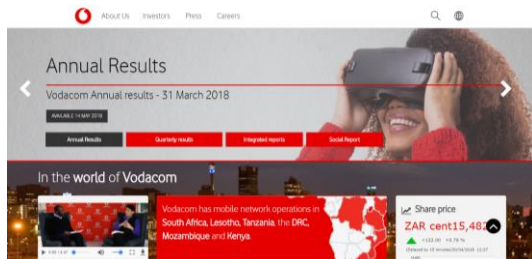 About Us Investors Press Careers
Annual Results
Vodacom Annual results - 31 March 2018
AVAILABLE 14 MAY 2018
Annual Results Quarterly results Integrated reports Social Report
In the world of Vodacom
Vodacom has mobile network operations in
South Africa, Lesotho, Tanzania, the DRC,
Mozambique and Kenya.
Share price
ZAR cent15,482